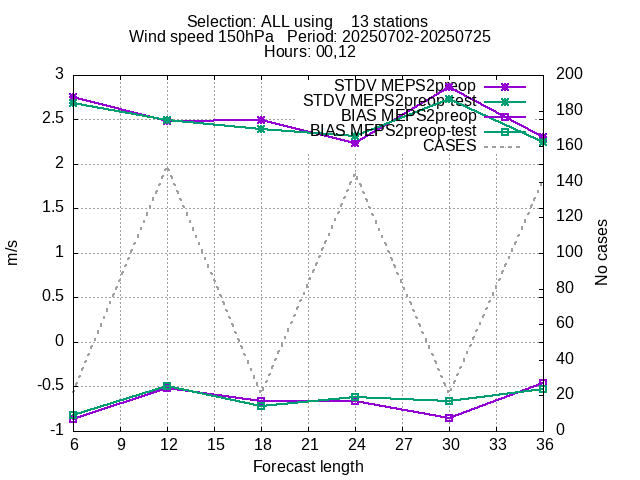 Selection: ALL using    13 stations
Wind speed 150hPa   Period: 20250702-20250725
Hours: 00,12
STDV MEPS2preop
STDV MEPS2preop-test
BIAS MEPS2preop
BIAS MEPS2preop-test
CASES
3
2.5
2
1.5
1
0.5
0
-0.5
-1
m/s
200
180
160
140
120
100
80
60
40
20
0
No cases
6 9 12 15 18 21 24 27 30 33 36
Forecast length